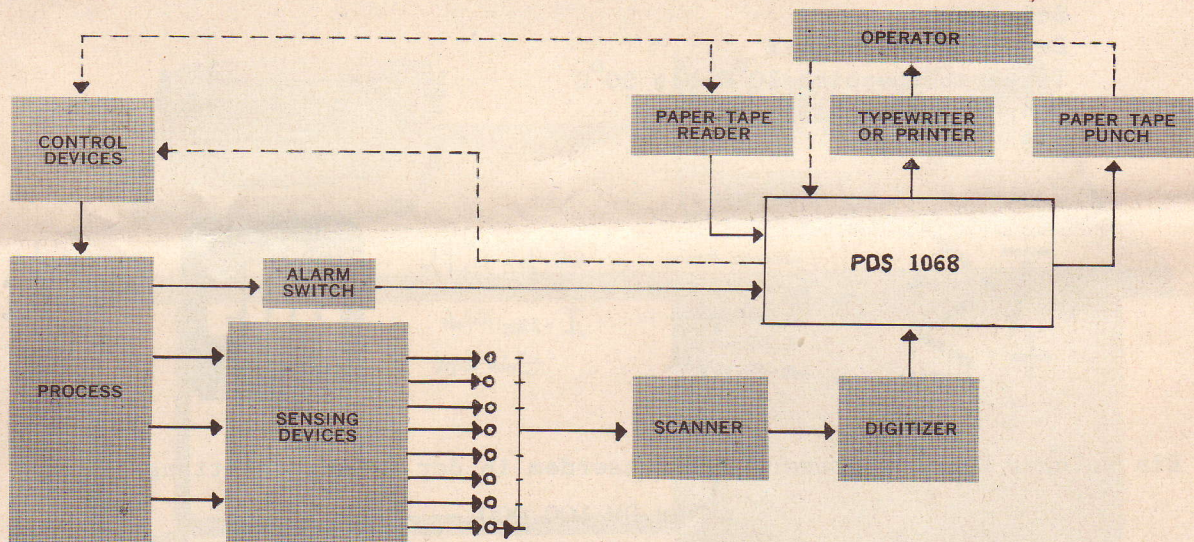 OPERATOR
CONTROL
DEVICES
PAPER TAPE
READER
TYPEWRITER
OR PRINTER
PAPER TAPE
PUNCH
PDS 1068
ALARM
SWITCH
PROCESS
SENSING
DEVICES
SCANNER
DIGITIZER